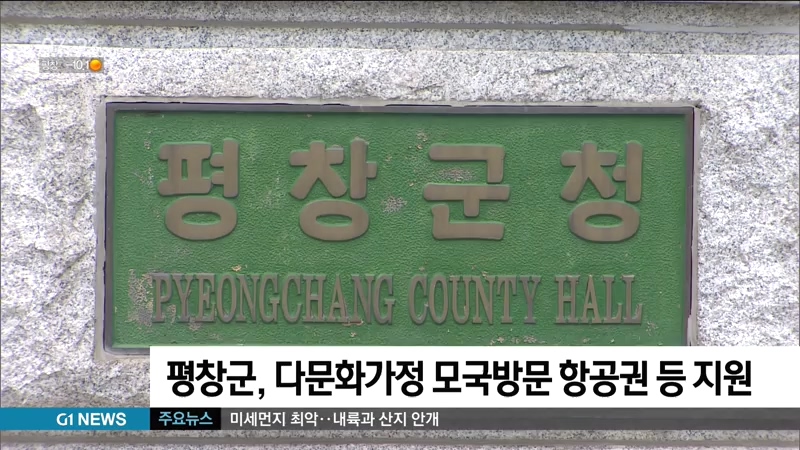 평창군청
PYEONGCHANG COUNTY HALL
평창군, 다문화가정 모국방문 항공권 등 지원
G1 NEWS 주요뉴스 미세먼지 최악‥내륙과 산지 안개